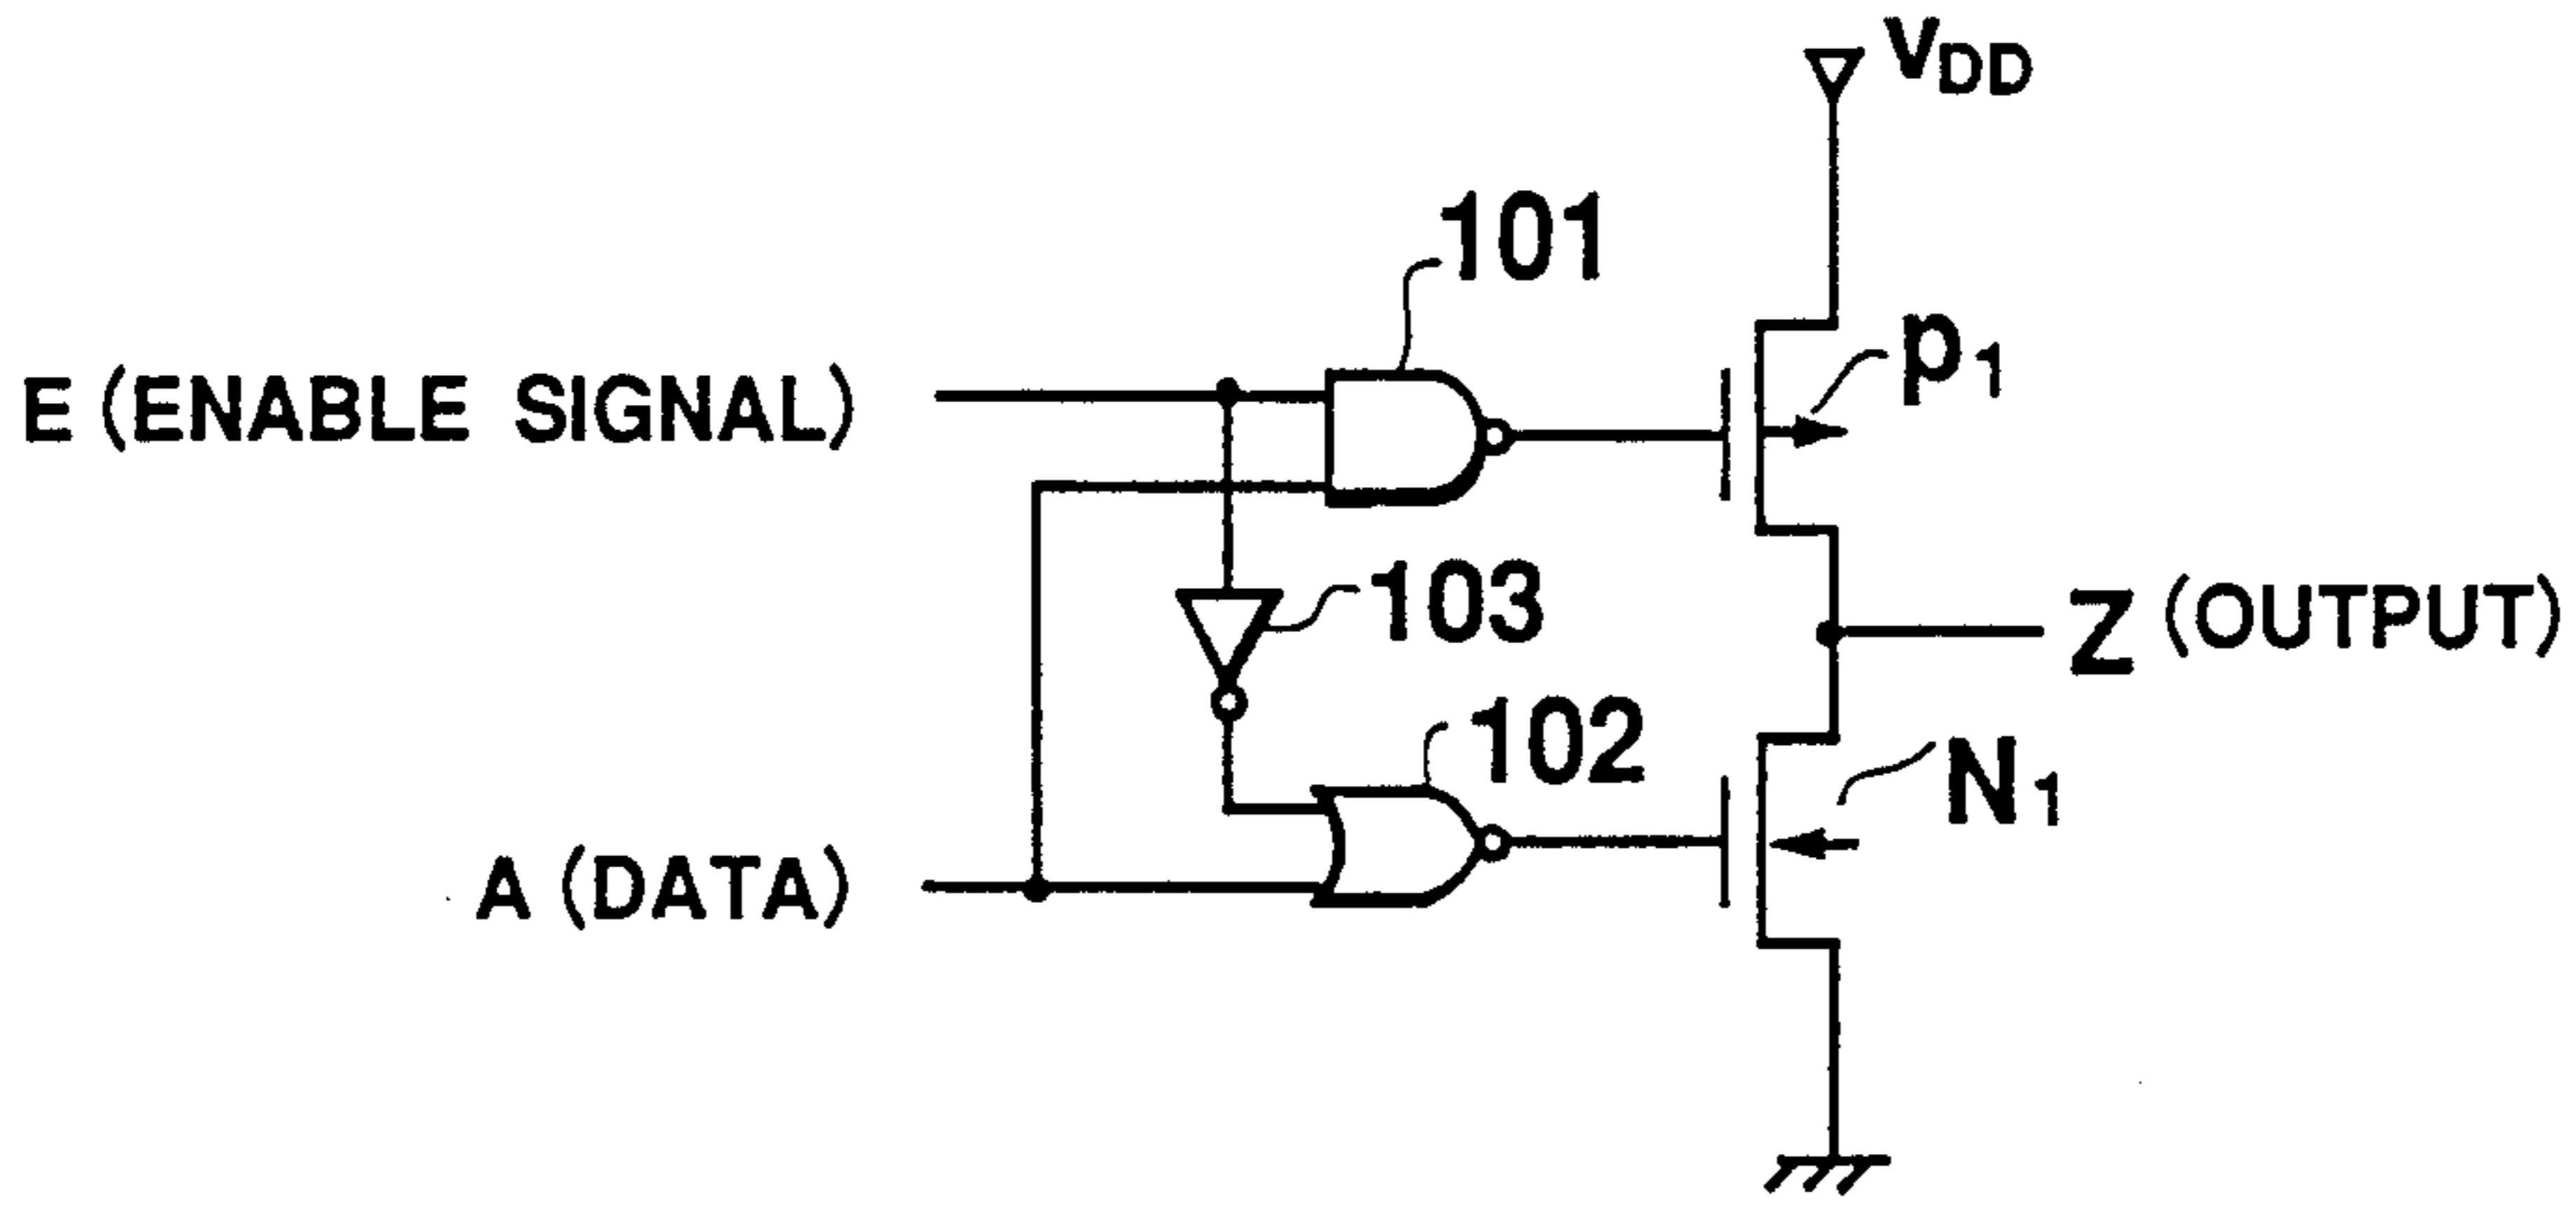 VDD
101
p1
E (ENABLE SIGNAL)
103
Z (OUTPUT)
102
N1
A (DATA)